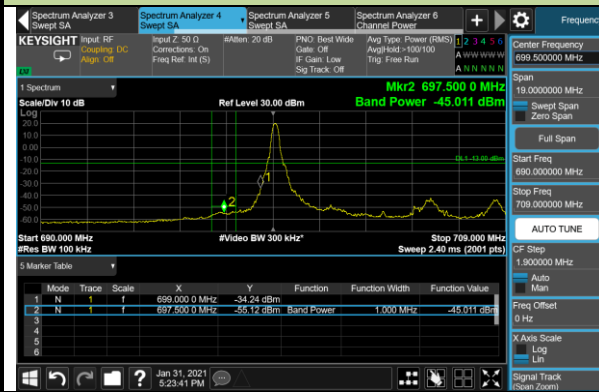 Spectrum Analyzer 3
Swept SA
Spectrum Analyzer 4
Swept SA
Spectrum Analyzer 5
Swept SA
Spectrum Analyzer 6
Channel Power
Frequency
KEYSIGHT
Input: RF
Coupling: DC
Align: Off
Input Z: 50 Ω
Corrections: On
Freq Ref: Int (S)
#Atten: 20 dB
PNO: Best Wide
Gate: Off
IF Gain: Low
Sig Track: Off
Avg Type: Power (RMS)
Avg|Hold:>100/100
Trig: Free Run
1 2 3 4 5 6
A W W W W W
A N N N N N
1 Spectrum
Scale/Div 10 dB
Log
Ref Level 30.00 dBm
Mkr2 697.500 0 MHz
Band Power -45.011 dBm
20.0
10.0
0.00
-10.0
-20.0
-30.0
-40.0
-50.0
-60.0
DL1 -13.00 dBm
1
2
Start 690.000 MHz
#Res BW 100 kHz
#Video BW 300 kHz*
Stop 709.000 MHz
Sweep 2.40 ms (2001 pts)
5 Marker Table
Mode Trace Scale X Y Function Function Width Function Value
1 N 1 f 699.000 0 MHz -34.24 dBm
2 N 1 f 697.500 0 MHz -55.12 dBm Band Power 1.000 MHz -45.011 dBm
3
4
5
6
Jan 31, 2021
5:23:41 PM
Center Frequency
699.500000 MHz
Span
19.0000000 MHz
Swept Span
Zero Span
Full Span
Start Freq
690.000000 MHz
Stop Freq
709.000000 MHz
AUTO TUNE
CF Step
1.900000 MHz
Auto
Man
Freq Offset
0 Hz
X Axis Scale
Log
Lin
Signal Track
(Span Zoom)